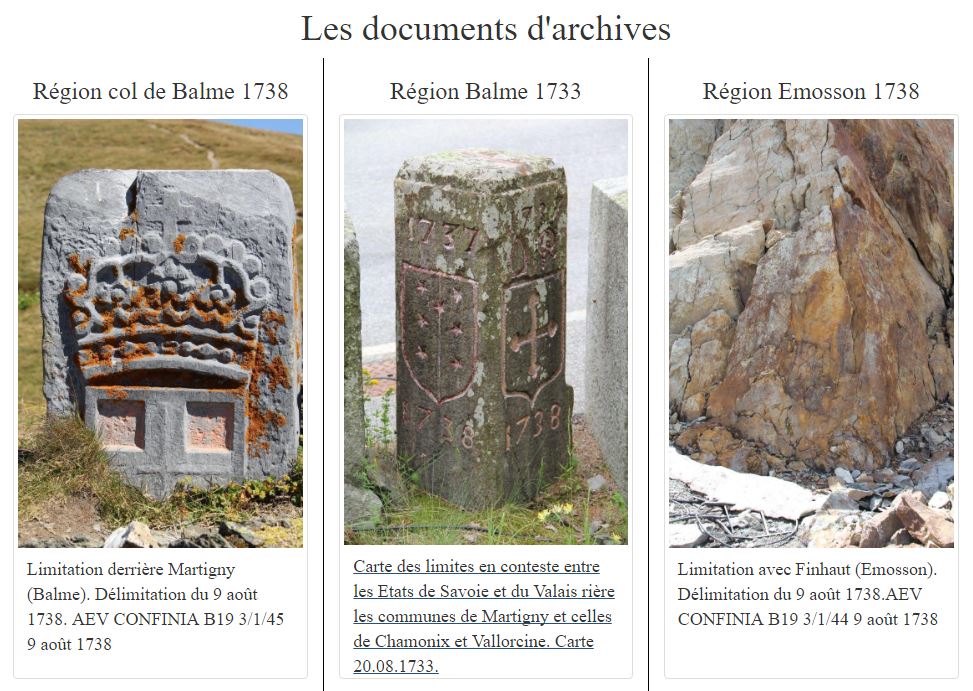 Les documents d'archives
Région col de Balme 1738
Limitation derrière Martigny
(Balme). Délimitation du 9 août
1738. AEV CONFINIA B19 3/1/45
9 août 1738
Région Balme 1733
1737
1738
1738
Carte des limites en conteste entre
les Etats de Savoie et du Valais rière
les communes de Martigny et celles
de Chamonix et Vallorcine. Carte
20.08.1733.
Région Emosson 1738
Limitation avec Finhaut (Emosson).
Délimitation du 9 août 1738.AEV
CONFINIA B19 3/1/44 9 août 1738